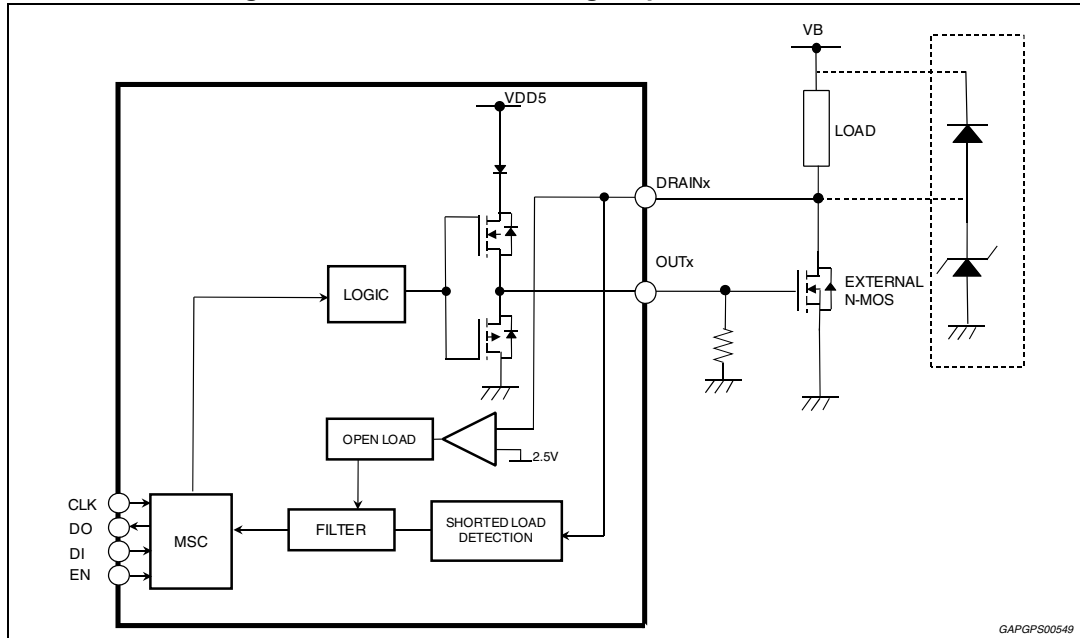 VB
VDD5
LOAD
DRAINx
OUTx
EXTERNAL
N-MOS
LOGIC
OPEN LOAD
2.5V
CLK
DO
DI
EN
MSC
FILTER
SHORTED LOAD
DETECTION
GAPGPS00549